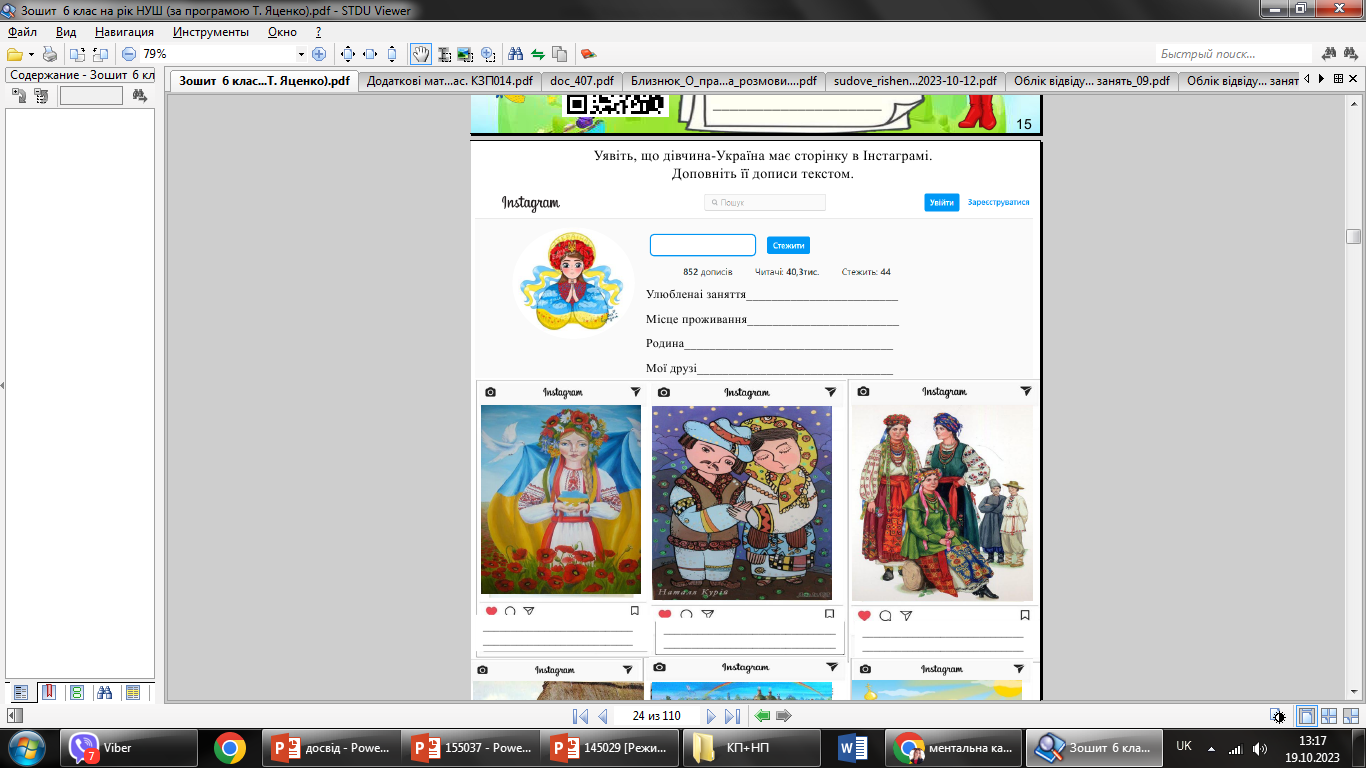 Зошит 6 клас на рік НУШ (за програмою Т. Яценко).pdf - STDU Viewer
Файл Вид Навигация Инструменты Окно ?
79%
Быстрый поиск...
Содержание - Зошит 6 кл
Зошит 6 клас...Т. Яценко).pdf
Додаткові мат...ас. КЗП014.pdf
doc_407.pdf
Близнюк_О_пра...а_розмови....pdf
sudove_rishen...2023-10-12.pdf
Облік відвіду... занять_09.pdf
Облік відвіду... занят
15
Уявіть, що дівчина-Україна має сторінку в Інстаграмі.
Доповніть її дописи текстом.
Instagram
Пошук
Увійти
Зареєструватися
Стежити
852 дописів Читачі: 40,3тис. Стежить: 44
Улюбленаі заняття
Місце проживання
Родина
Мої друзі
Instagram
Instagram
Instagram
Наталя Курій
Instagram
Instagram
Instagram
24 из 110
7
Viber
досвід - Powe...
155037 - Powe...
145029 [Режи...
КП+НП
ментальна ка...
Зошит 6 кла...
UK
13:17
19.10.2023